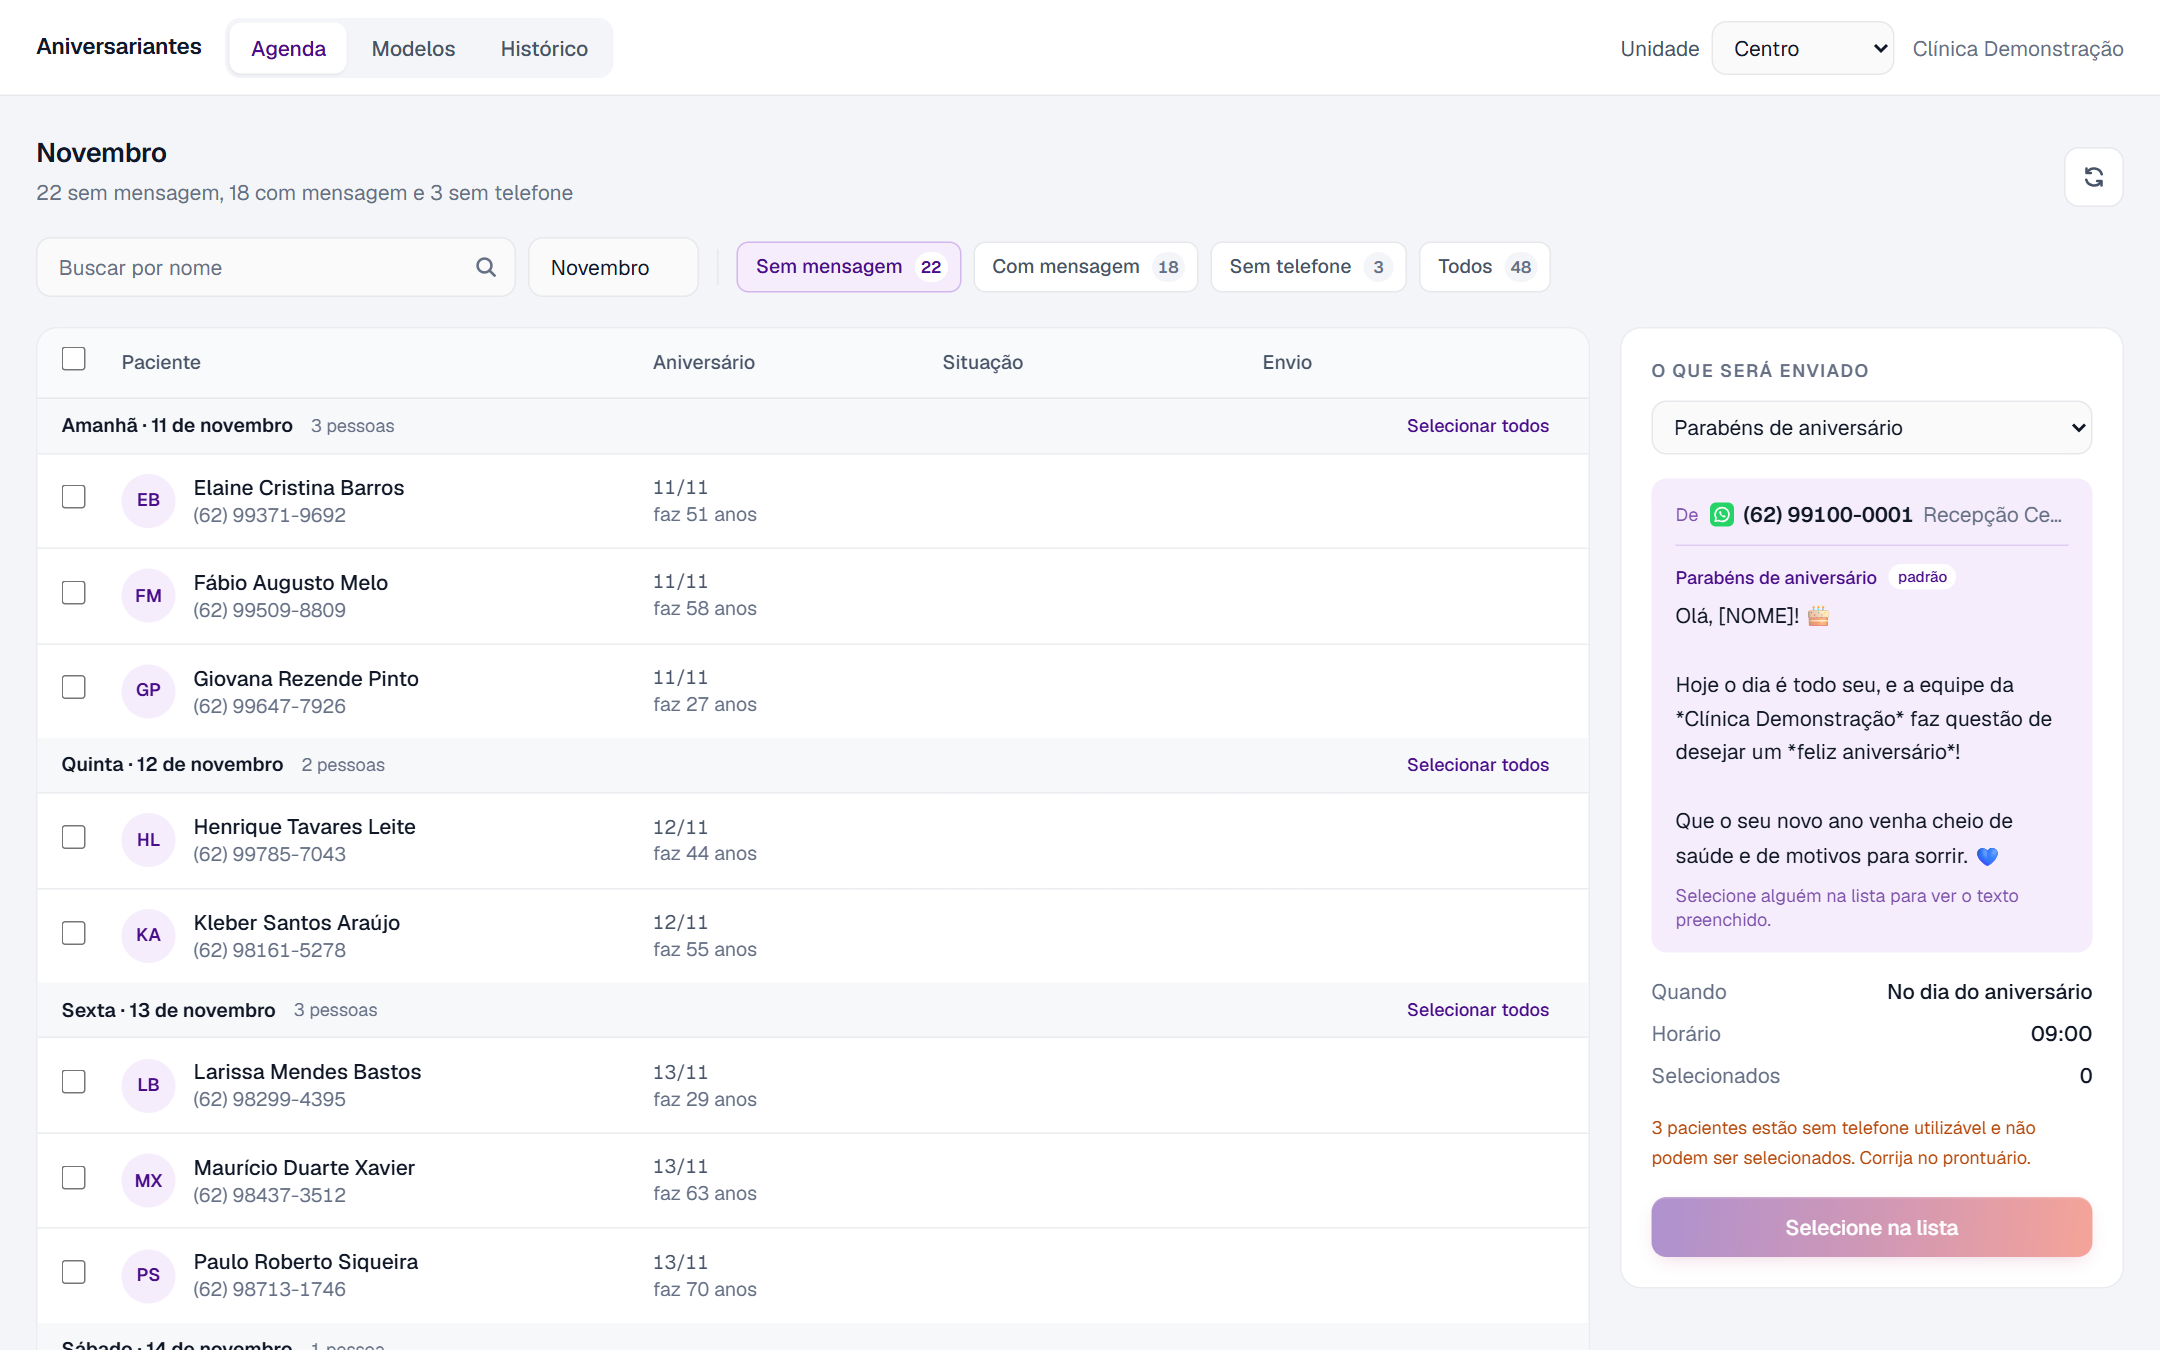 Aniversariantes
Agenda
Modelos
Histórico
Unidade
Centro
Clínica Demonstração
Novembro
22 sem mensagem, 18 com mensagem e 3 sem telefone
Buscar por nome
Novembro
Sem mensagem 22
Com mensagem 18
Sem telefone 3
Todos 48
Paciente
Aniversário
Situação
Envio
Amanhã · 11 de novembro 3 pessoas
Selecionar todos
EB
Elaine Cristina Barros
(62) 99371-9692
11/11
faz 51 anos
FM
Fábio Augusto Melo
(62) 99509-8809
11/11
faz 58 anos
GP
Giovana Rezende Pinto
(62) 99647-7926
11/11
faz 27 anos
Quinta · 12 de novembro 2 pessoas
Selecionar todos
HL
Henrique Tavares Leite
(62) 99785-7043
12/11
faz 44 anos
KA
Kleber Santos Araújo
(62) 98161-5278
12/11
faz 55 anos
Sexta · 13 de novembro 3 pessoas
Selecionar todos
LB
Larissa Mendes Bastos
(62) 98299-4395
13/11
faz 29 anos
MX
Maurício Duarte Xavier
(62) 98437-3512
13/11
faz 63 anos
PS
Paulo Roberto Siqueira
(62) 98713-1746
13/11
faz 70 anos
Sábado · 14 de novembro 1 pessoa
O QUE SERÁ ENVIADO
Parabéns de aniversário
De (62) 99100-0001 Recepção Ce...
Parabéns de aniversário padrão
Olá, [NOME]! 🎂
Hoje o dia é todo seu, e a equipe da
*Clínica Demonstração* faz questão de
desejar um *feliz aniversário*!
Que o seu novo ano venha cheio de
saúde e de motivos para sorrir. 💙
Selecione alguém na lista para ver o texto
preenchido.
Quando No dia do aniversário
Horário 09:00
Selecionados 0
3 pacientes estão sem telefone utilizável e não
podem ser selecionados. Corrija no prontuário.
Selecione na lista